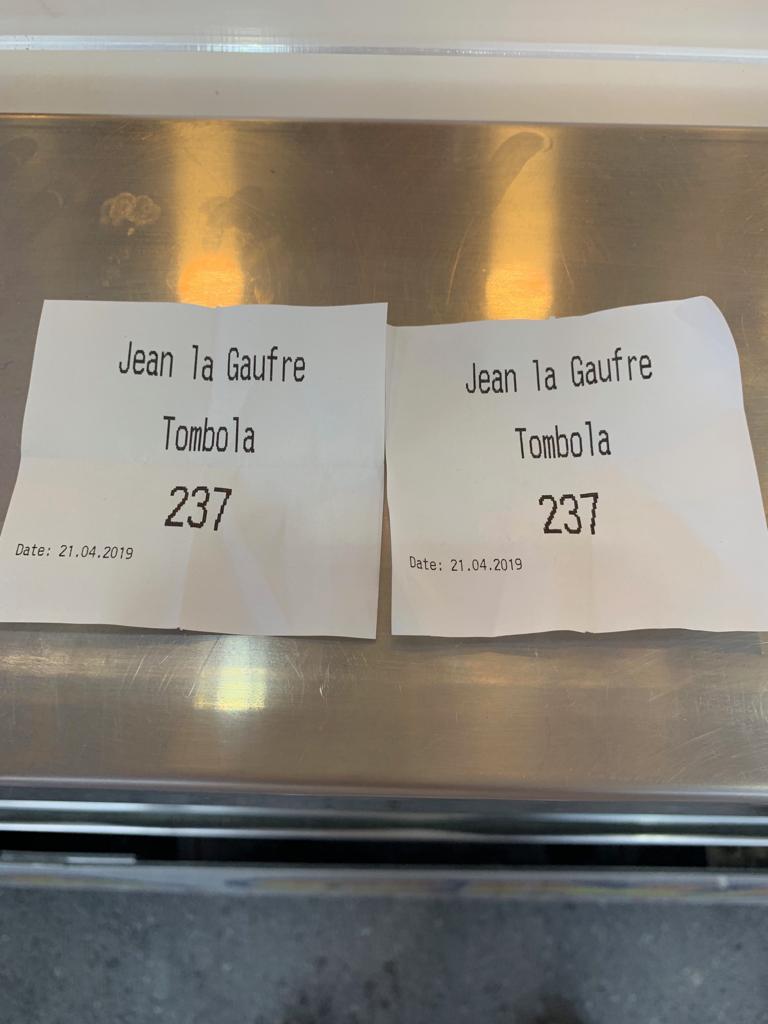 Jean la Gaufre
Tombola
237
Date: 21.04.2019
Jean la Gaufre
Tombola
237
Date: 21.04.2019